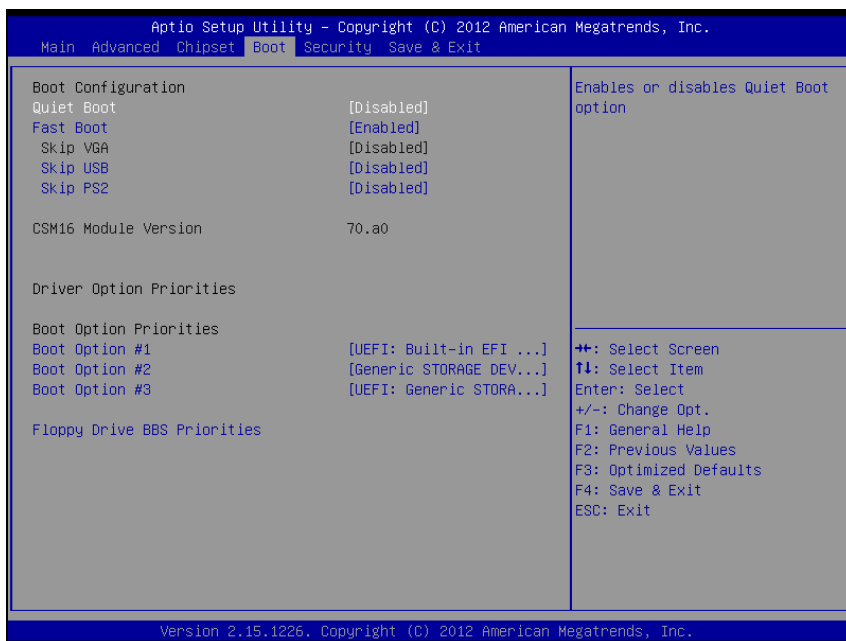 Aptio Setup Utility – Copyright (C) 2012 American Megatrends, Inc.
Main Advanced Chipset Boot Security Save & Exit
Boot Configuration
Quiet Boot [Disabled]
Fast Boot [Enabled]
Skip VGA [Disabled]
Skip USB [Disabled]
Skip PS2 [Disabled]
CSM16 Module Version 70.a0
Driver Option Priorities
Boot Option Priorities
Boot Option #1 [UEFI: Built-in EFI ...]
Boot Option #2 [Generic STORAGE DEV...]
Boot Option #3 [UEFI: Generic STORA...]
Floppy Drive BBS Priorities
Enables or disables Quiet Boot
option
→←: Select Screen
↑↓: Select Item
Enter: Select
+/-: Change Opt.
F1: General Help
F2: Previous Values
F3: Optimized Defaults
F4: Save & Exit
ESC: Exit
Version 2.15.1226. Copyright (C) 2012 American Megatrends, Inc.